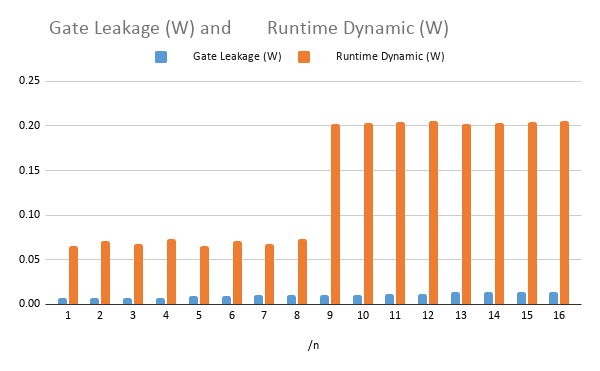 Gate Leakage (W) and Runtime Dynamic (W)
Gate Leakage (W) Runtime Dynamic (W)
0.25
0.20
0.15
0.10
0.05
0.00
1 2 3 4 5 6 7 8 9 10 11 12 13 14 15 16
/n